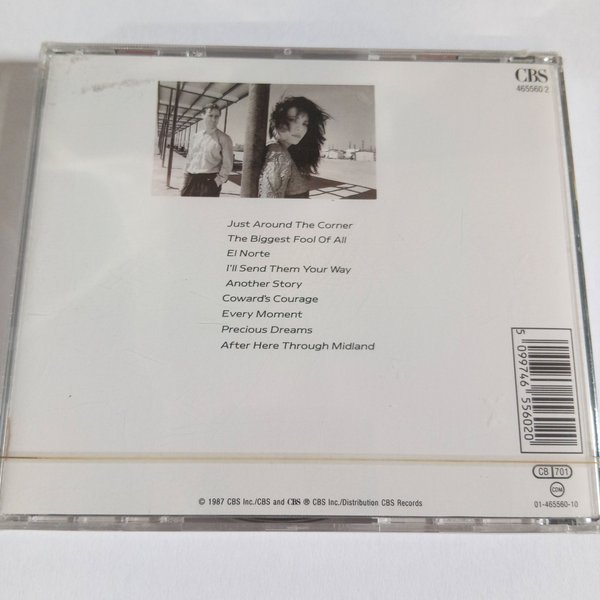 CBS
465560 2
Just Around The Corner
The Biggest Fool Of All
El Norte
I'll Send Them Your Way
Another Story
Coward's Courage
Every Moment
Precious Dreams
After Here Through Midland
5 099746 556020
CB 701
COM
01-465560-10
© 1987 CBS Inc./CBS and CBS ® CBS Inc./Distribution CBS Records